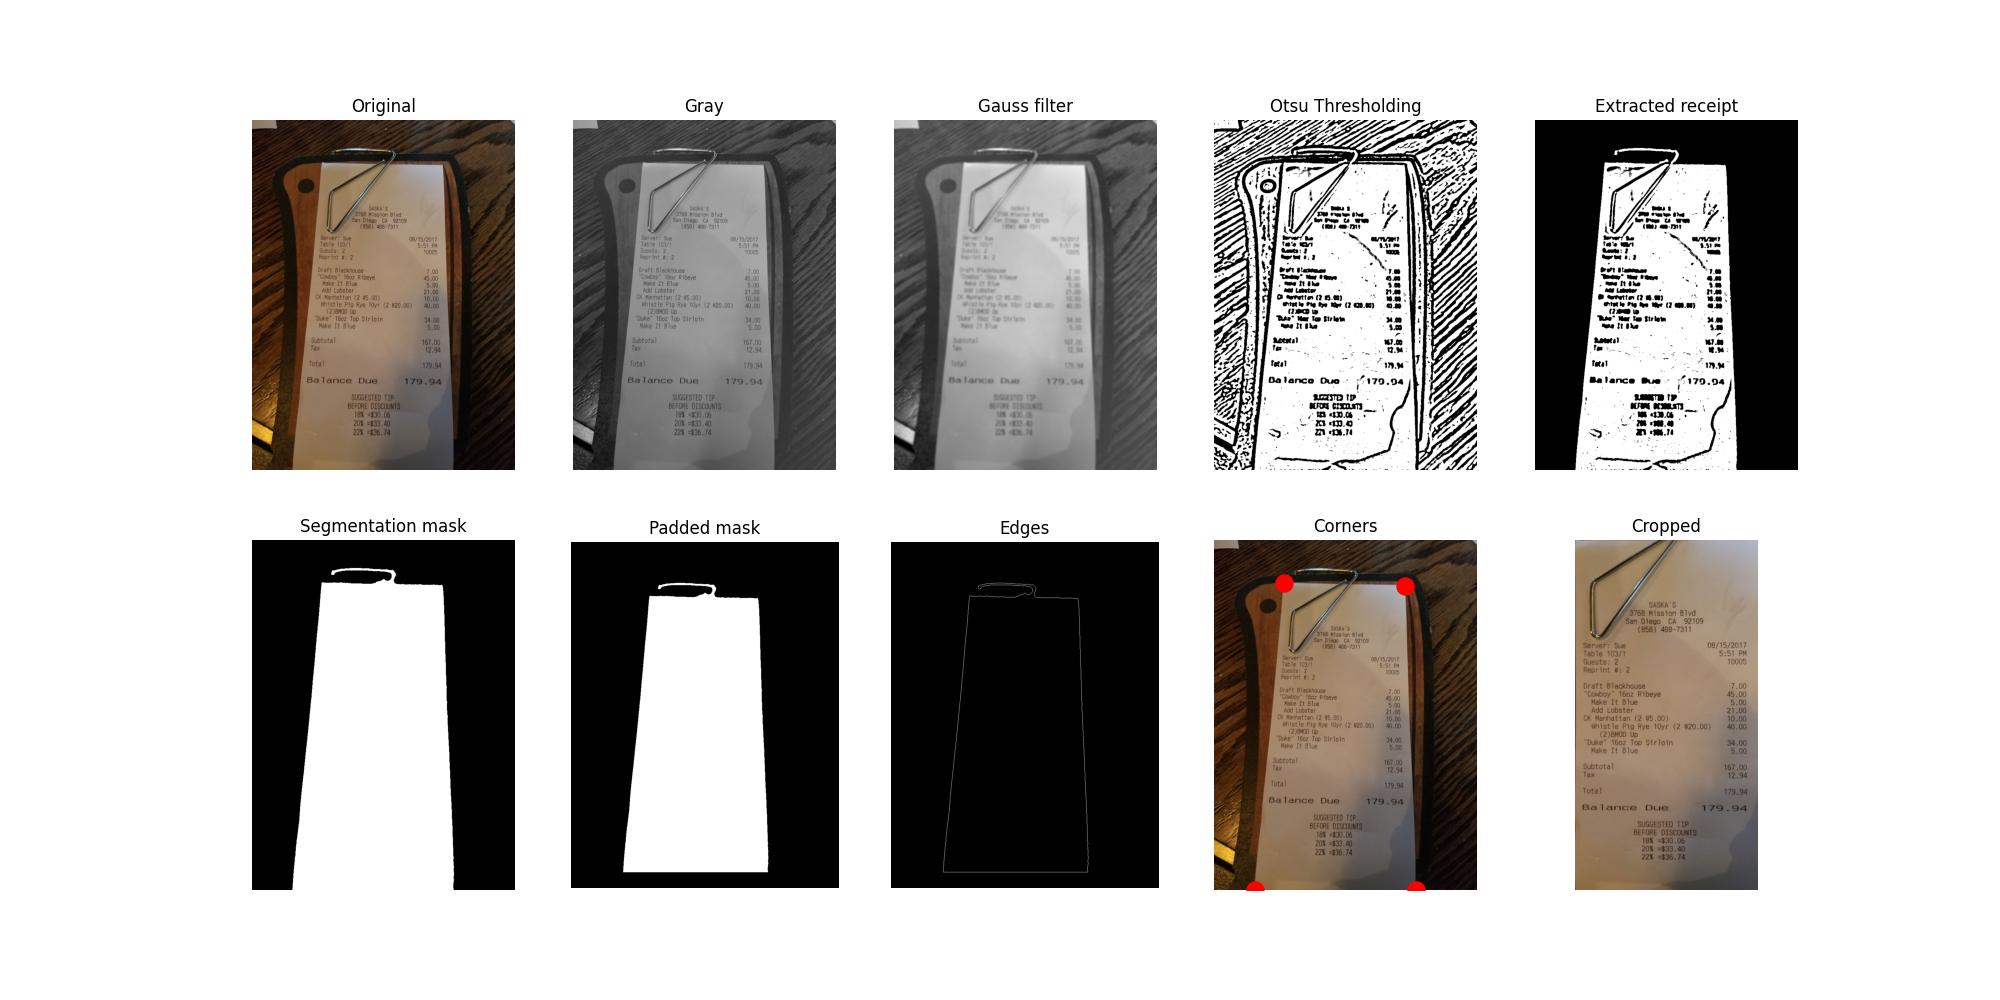 Original
Gray
Gauss filter
Otsu Thresholding
Extracted receipt
Segmentation mask
Padded mask
Edges
Corners
Cropped
SASKA'S
3768 Mission Blvd
San Diego CA 92109
(858) 488-7311
Server: Sue 08/15/2017
Table 103/1 5:51 PM
Guests: 2 10005
Reprint #: 2
Draft Blackhouse 7.00
"Cowboy" 16oz Ribeye 45.00
Make It Blue 5.00
Add Lobster 21.00
CK Manhattan (2 @5.00) 10.00
Whistle Pig Rye 10yr (2 @20.00) 40.00
(2)BMOD Up
"Duke" 16oz Top Sirloin 34.00
Make It Blue 5.00
Subtotal 167.00
Tax 12.94
Total 179.94
Balance Due 179.94
SUGGESTED TIP
BEFORE DISCOUNTS
18% =$30.06
20% =$33.40
22% =$36.74